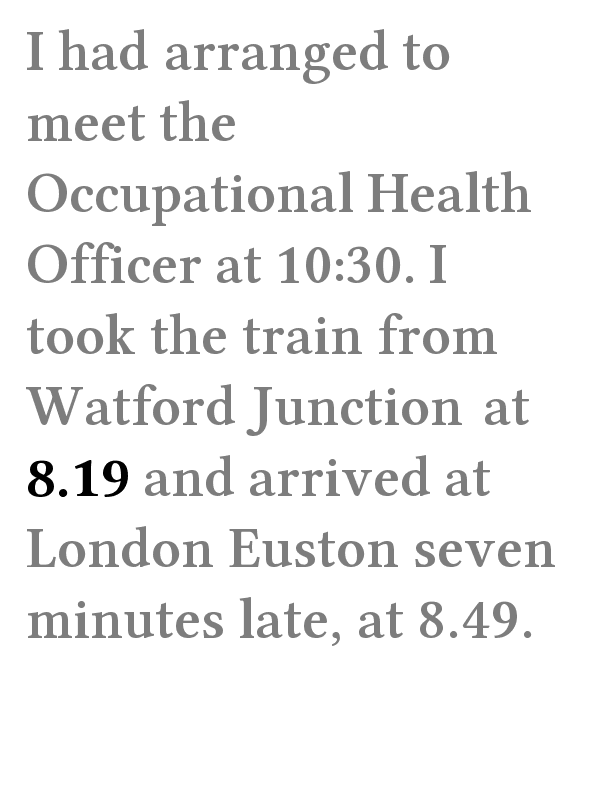 I had arranged to
meet the
Occupational Health
Officer at 10:30. I
took the train from
Watford Junction at
8.19 and arrived at
London Euston seven
minutes late, at 8.49.